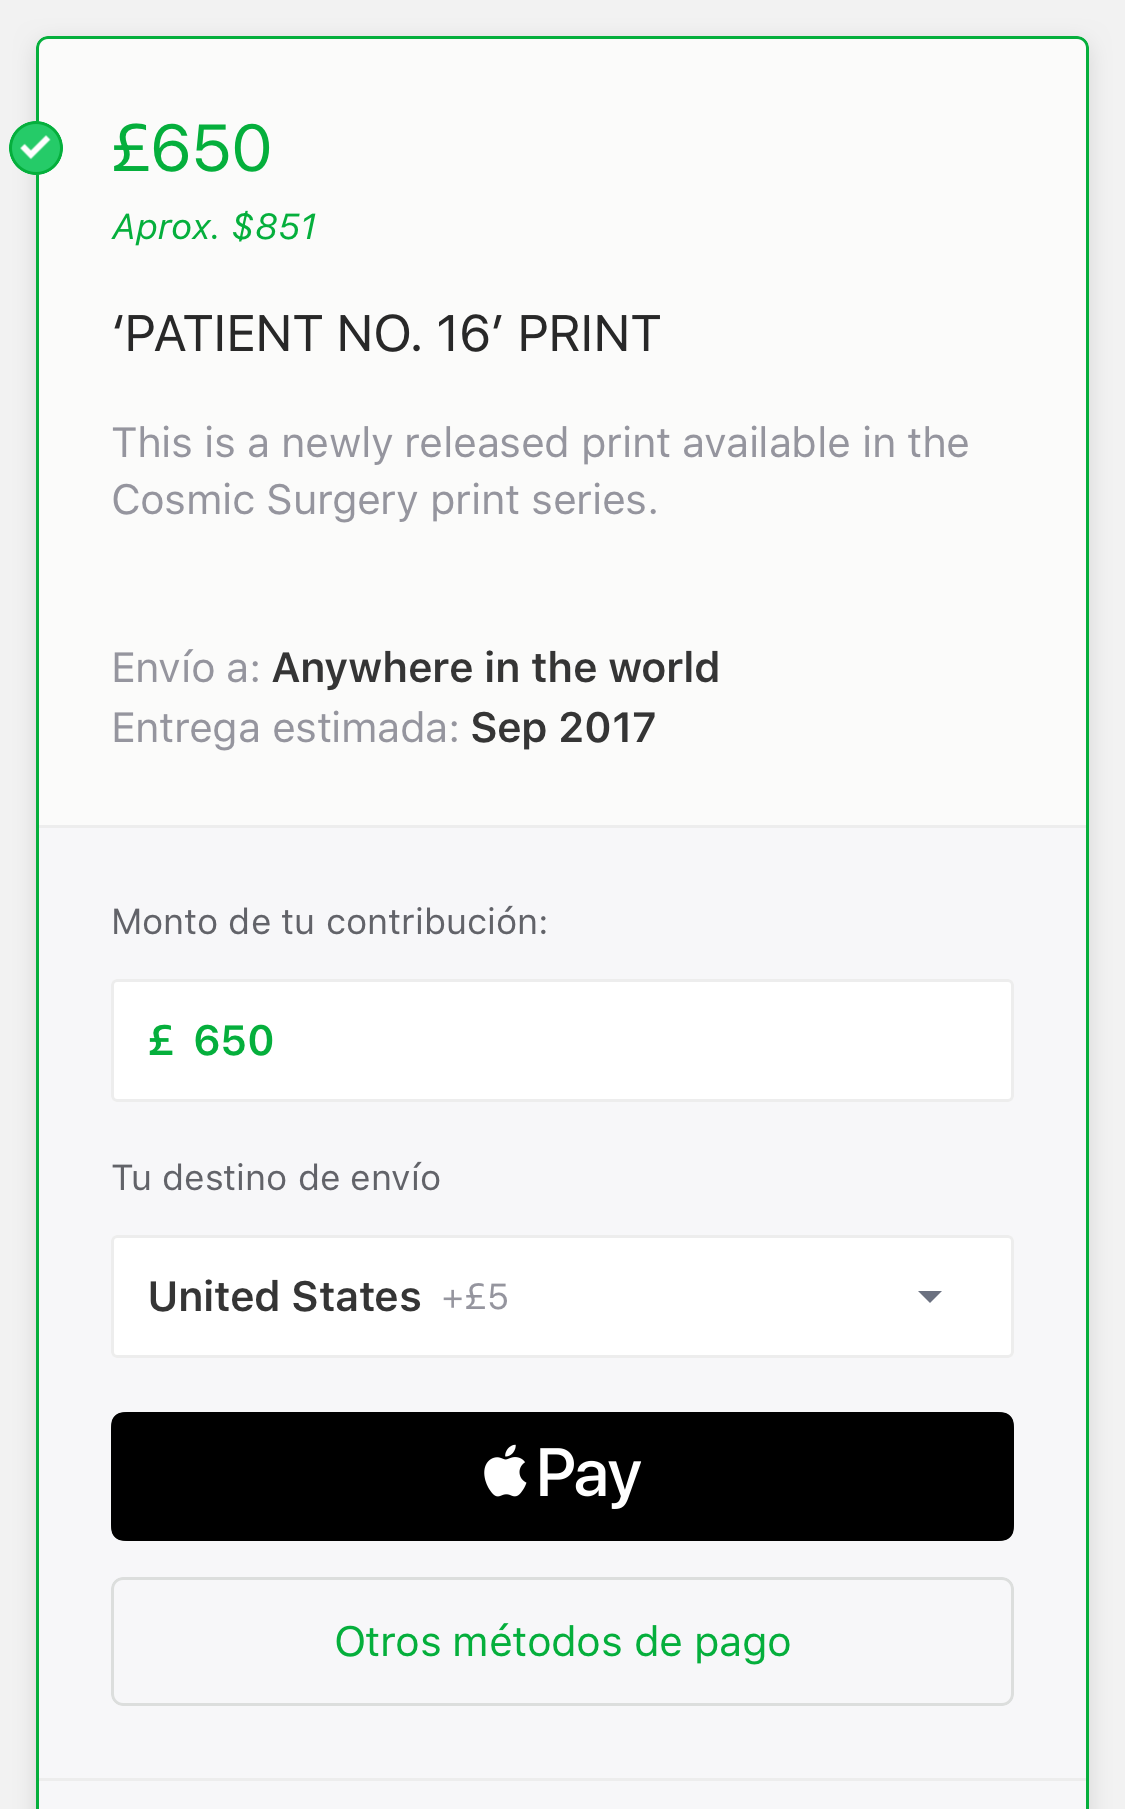 £650
Aprox. $851
‘PATIENT NO. 16’ PRINT
This is a newly released print available in the
Cosmic Surgery print series.
Envío a: Anywhere in the world
Entrega estimada: Sep 2017
Monto de tu contribución:
£ 650
Tu destino de envío
United States +£5
Pay
Otros métodos de pago